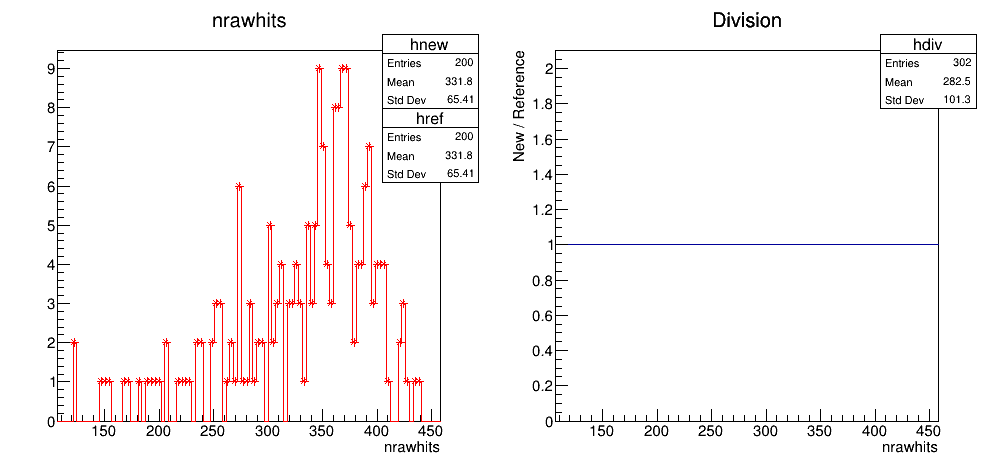 nrawhits
hnew
Entries 200
Mean 331.8
Std Dev 65.41
href
Entries 200
Mean 331.8
Std Dev 65.41
9
8
7
6
5
4
3
2
1
0
150 200 250 300 350 400 450
nrawhits
Division
hdiv
Entries 302
Mean 282.5
Std Dev 101.3
New / Reference
2
1.8
1.6
1.4
1.2
1
0.8
0.6
0.4
0.2
0
150 200 250 300 350 400 450
nrawhits